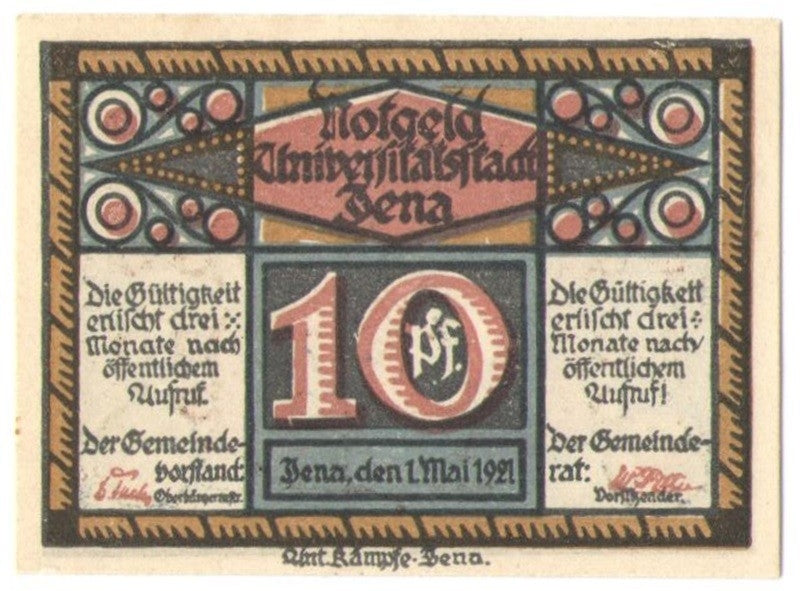 Notgeld
Universitätsstadt
Jena
Die Gültigkeit
erlischt drei
Monate nach
öffentlichem
Aufruf.
Der Gemeinde-
vorstand:
Oberbürgermstr.
10
Pf.
Jena, den 1. Mai 1921
Die Gültigkeit
erlischt drei
Monate nach
öffentlichem
Aufruf!
Der Gemeinde-
rat:
Vorsitzender.
Ant. Kämpfe-Jena.